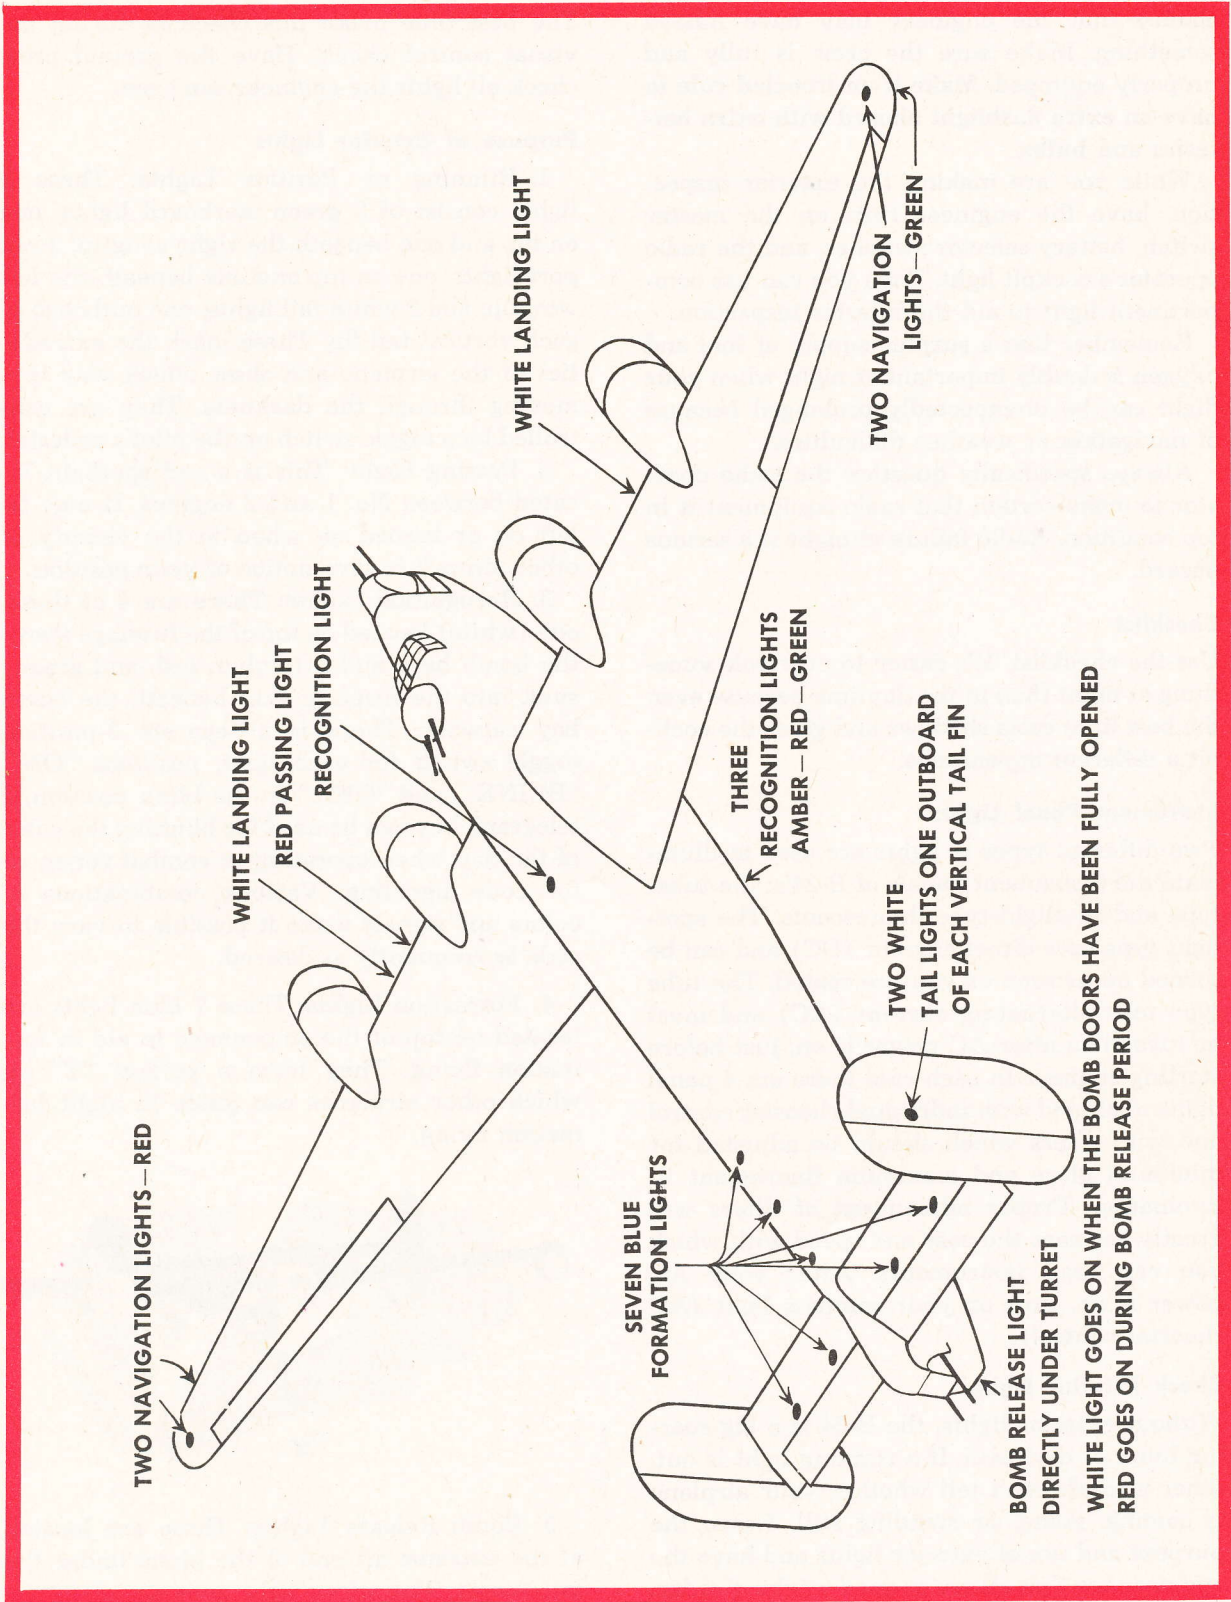 TWO NAVIGATION LIGHTS—RED
WHITE LANDING LIGHT
RED PASSING LIGHT
RECOGNITION LIGHT
WHITE LANDING LIGHT
TWO NAVIGATION
LIGHTS—GREEN
SEVEN BLUE
FORMATION LIGHTS
THREE
RECOGNITION LIGHTS
AMBER—RED—GREEN
TWO WHITE
TAIL LIGHTS ONE OUTBOARD
OF EACH VERTICAL TAIL FIN
BOMB RELEASE LIGHT
DIRECTLY UNDER TURRET
WHITE LIGHT GOES ON WHEN THE BOMB DOORS HAVE BEEN FULLY OPENED
RED GOES ON DURING BOMB RELEASE PERIOD